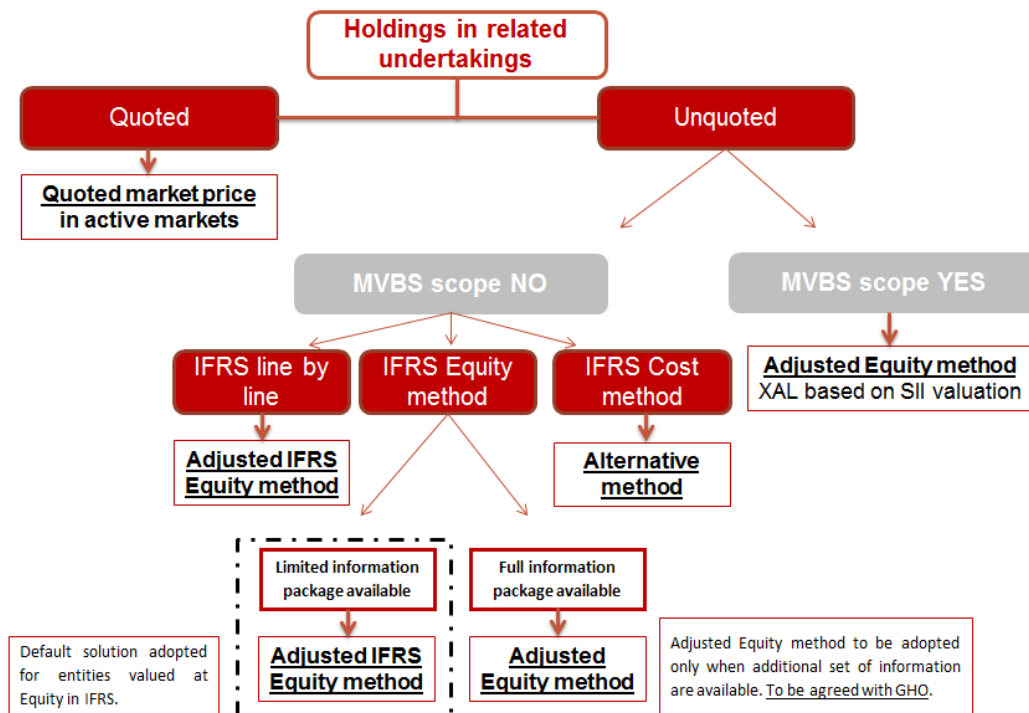 Holdings in related
undertakings
Quoted
Unquoted
Quoted market price
in active markets
MVBS scope NO
MVBS scope YES
IFRS line by
line
IFRS Equity
method
IFRS Cost
method
Adjusted Equity method
XAL based on SII valuation
Adjusted IFRS
Equity method
Alternative
method
Limited information
package available
Full information
package available
Adjusted IFRS
Equity method
Adjusted
Equity method
Default solution adopted
for entities valued at
Equity in IFRS.
Adjusted Equity method to be adopted
only when additional set of information
are available. To be agreed with GHO.